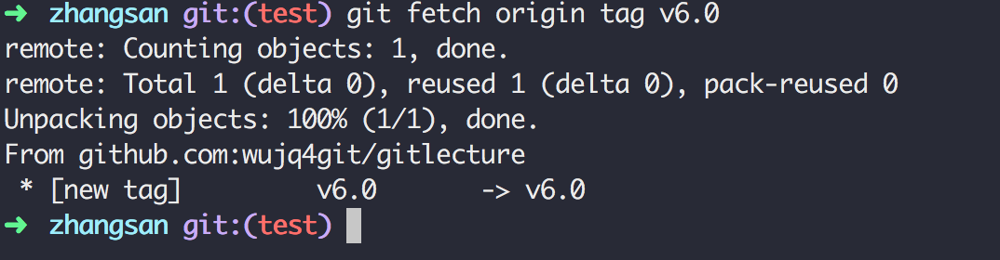 ➜  zhangsan git:(test) git fetch origin tag v6.0
remote: Counting objects: 1, done.
remote: Total 1 (delta 0), reused 1 (delta 0), pack-reused 0
Unpacking objects: 100% (1/1), done.
From github.com:wujq4git/gitlecture
 * [new tag]         v6.0       -> v6.0
➜  zhangsan git:(test)